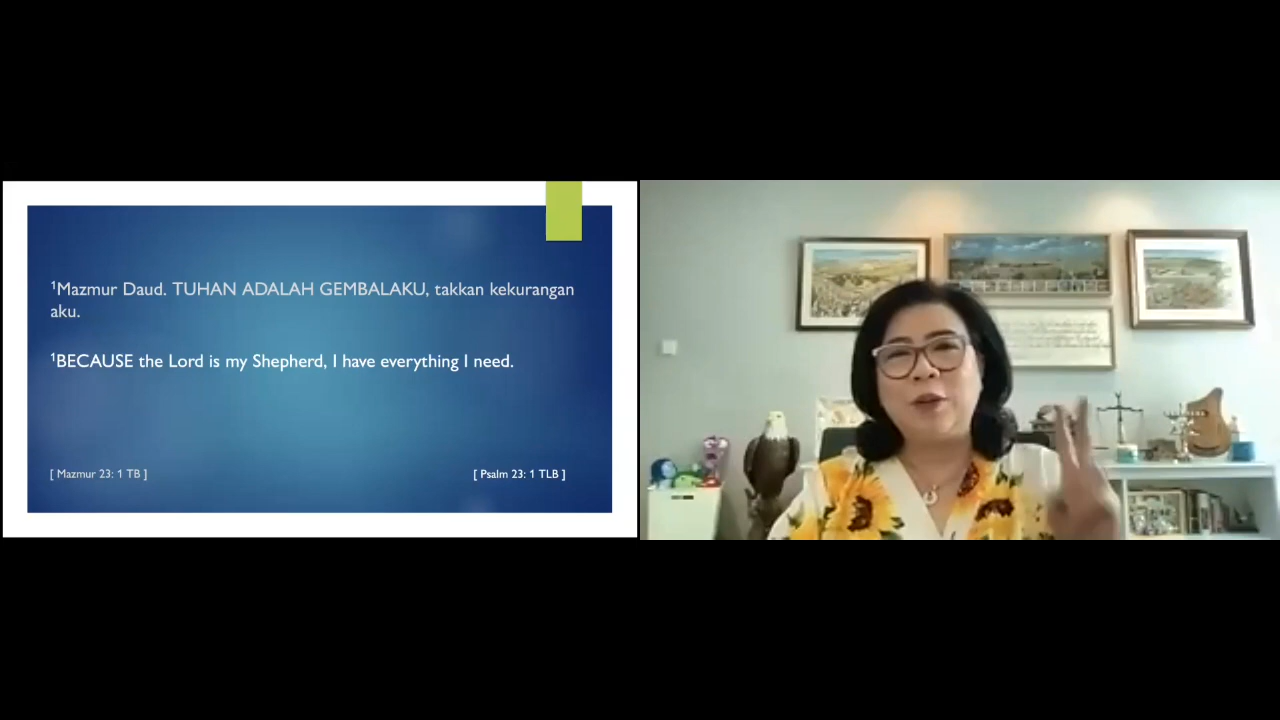 ¹Mazmur Daud. TUHAN ADALAH GEMBALAKU, takkan kekurangan
aku.
¹BECAUSE the Lord is my Shepherd, I have everything I need.
[ Mazmur 23: 1 TB ]
[ Psalm 23: 1 TLB ]